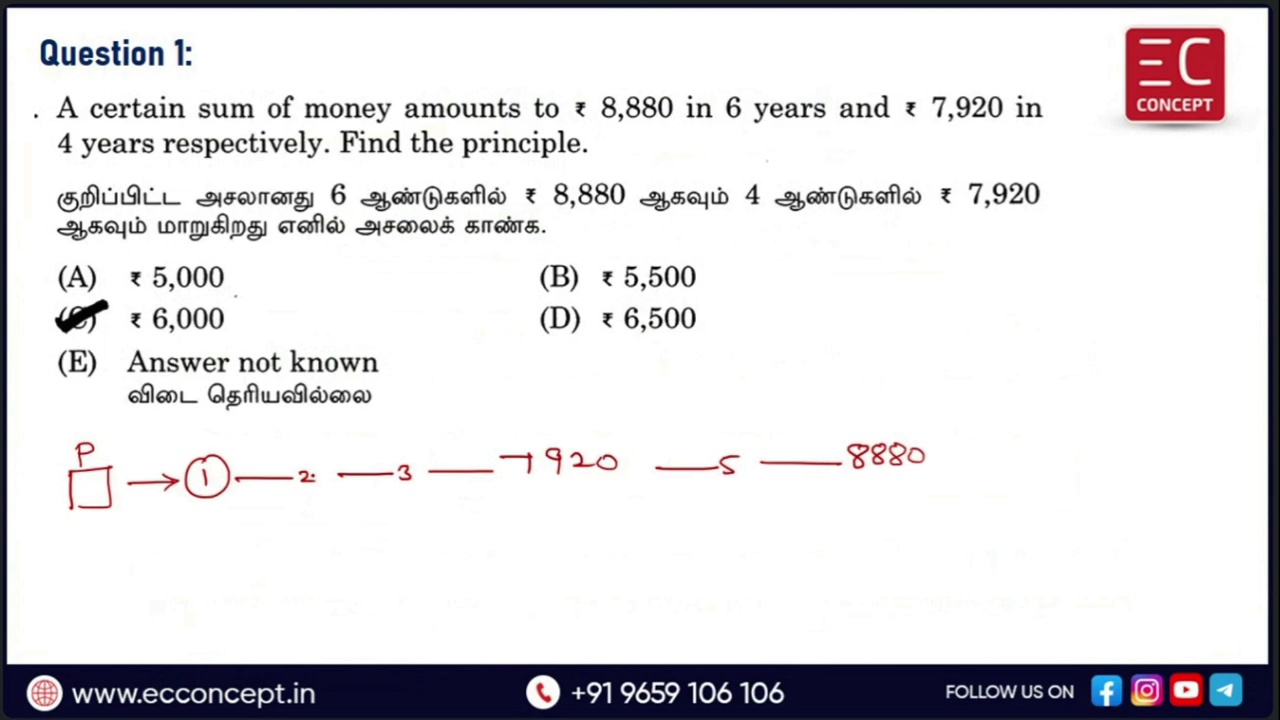 Question 1:
EC
CONCEPT
. A certain sum of money amounts to ₹ 8,880 in 6 years and ₹ 7,920 in
4 years respectively. Find the principle.
குறிப்பிட்ட அசலானது 6 ஆண்டுகளில் ₹ 8,880 ஆகவும் 4 ஆண்டுகளில் ₹ 7,920
ஆகவும் மாறுகிறது எனில் அசலைக் காண்க.
(A) ₹ 5,000 (B) ₹ 5,500
(C) ₹ 6,000 (D) ₹ 6,500
(E) Answer not known
விடை தெரியவில்லை
P
→ 1 — 2 — 3 — 7920 — 5 — 8880
www.ecconcept.in +91 9659 106 106 FOLLOW US ON